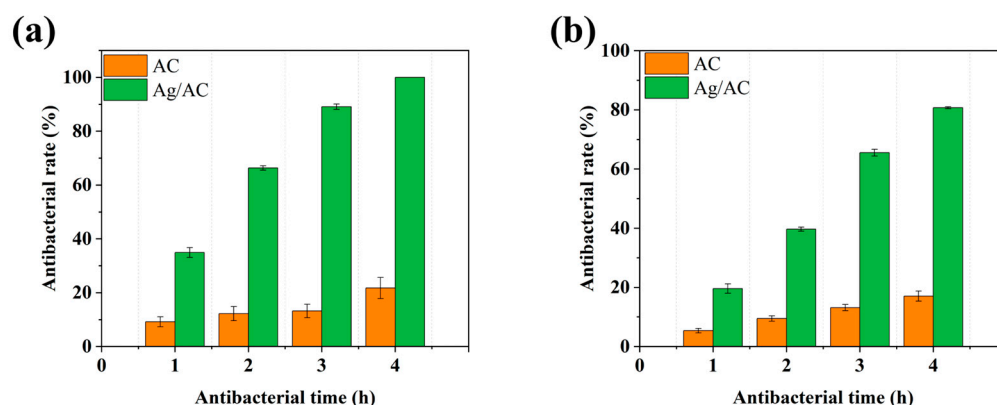 (a)
AC
Ag/AC
100
80
60
40
20
0
Antibacterial rate (%)
0 1 2 3 4
Antibacterial time (h)
(b)
AC
Ag/AC
100
80
60
40
20
0
Antibacterial rate (%)
0 1 2 3 4
Antibacterial time (h)